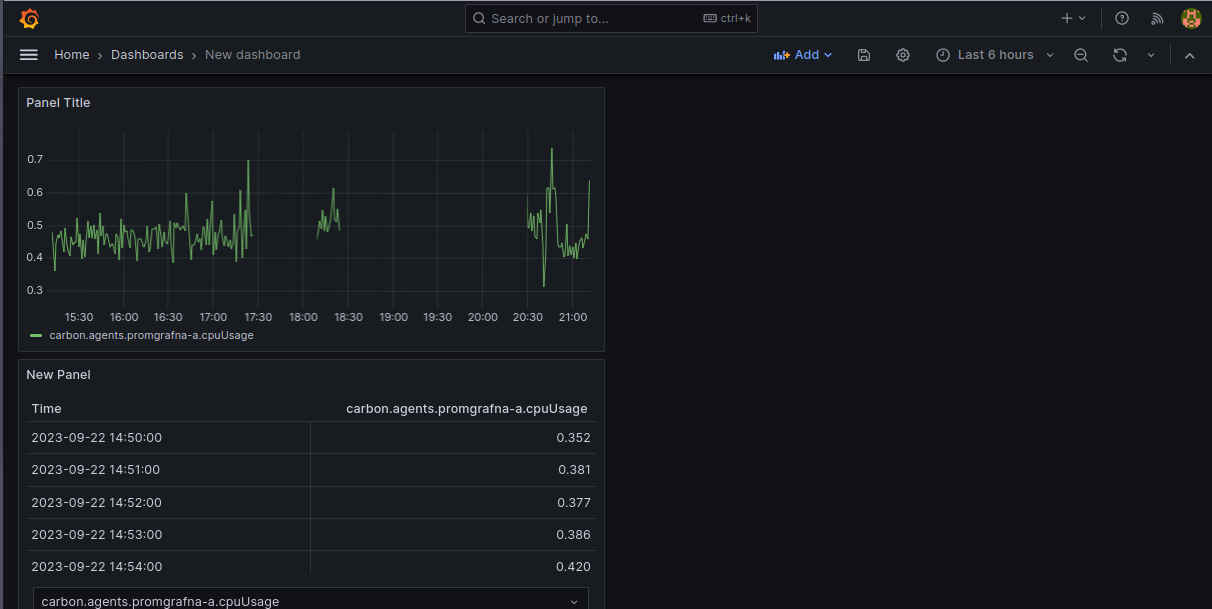 Search or jump to... ctrl+k
Home › Dashboards › New dashboard Add Last 6 hours
Panel Title
0.7
0.6
0.5
0.4
0.3
15:30 16:00 16:30 17:00 17:30 18:00 18:30 19:00 19:30 20:00 20:30 21:00
carbon.agents.promgrafna-a.cpuUsage
New Panel
Time carbon.agents.promgrafna-a.cpuUsage
2023-09-22 14:50:00 0.352
2023-09-22 14:51:00 0.381
2023-09-22 14:52:00 0.377
2023-09-22 14:53:00 0.386
2023-09-22 14:54:00 0.420
carbon.agents.promgrafna-a.cpuUsage